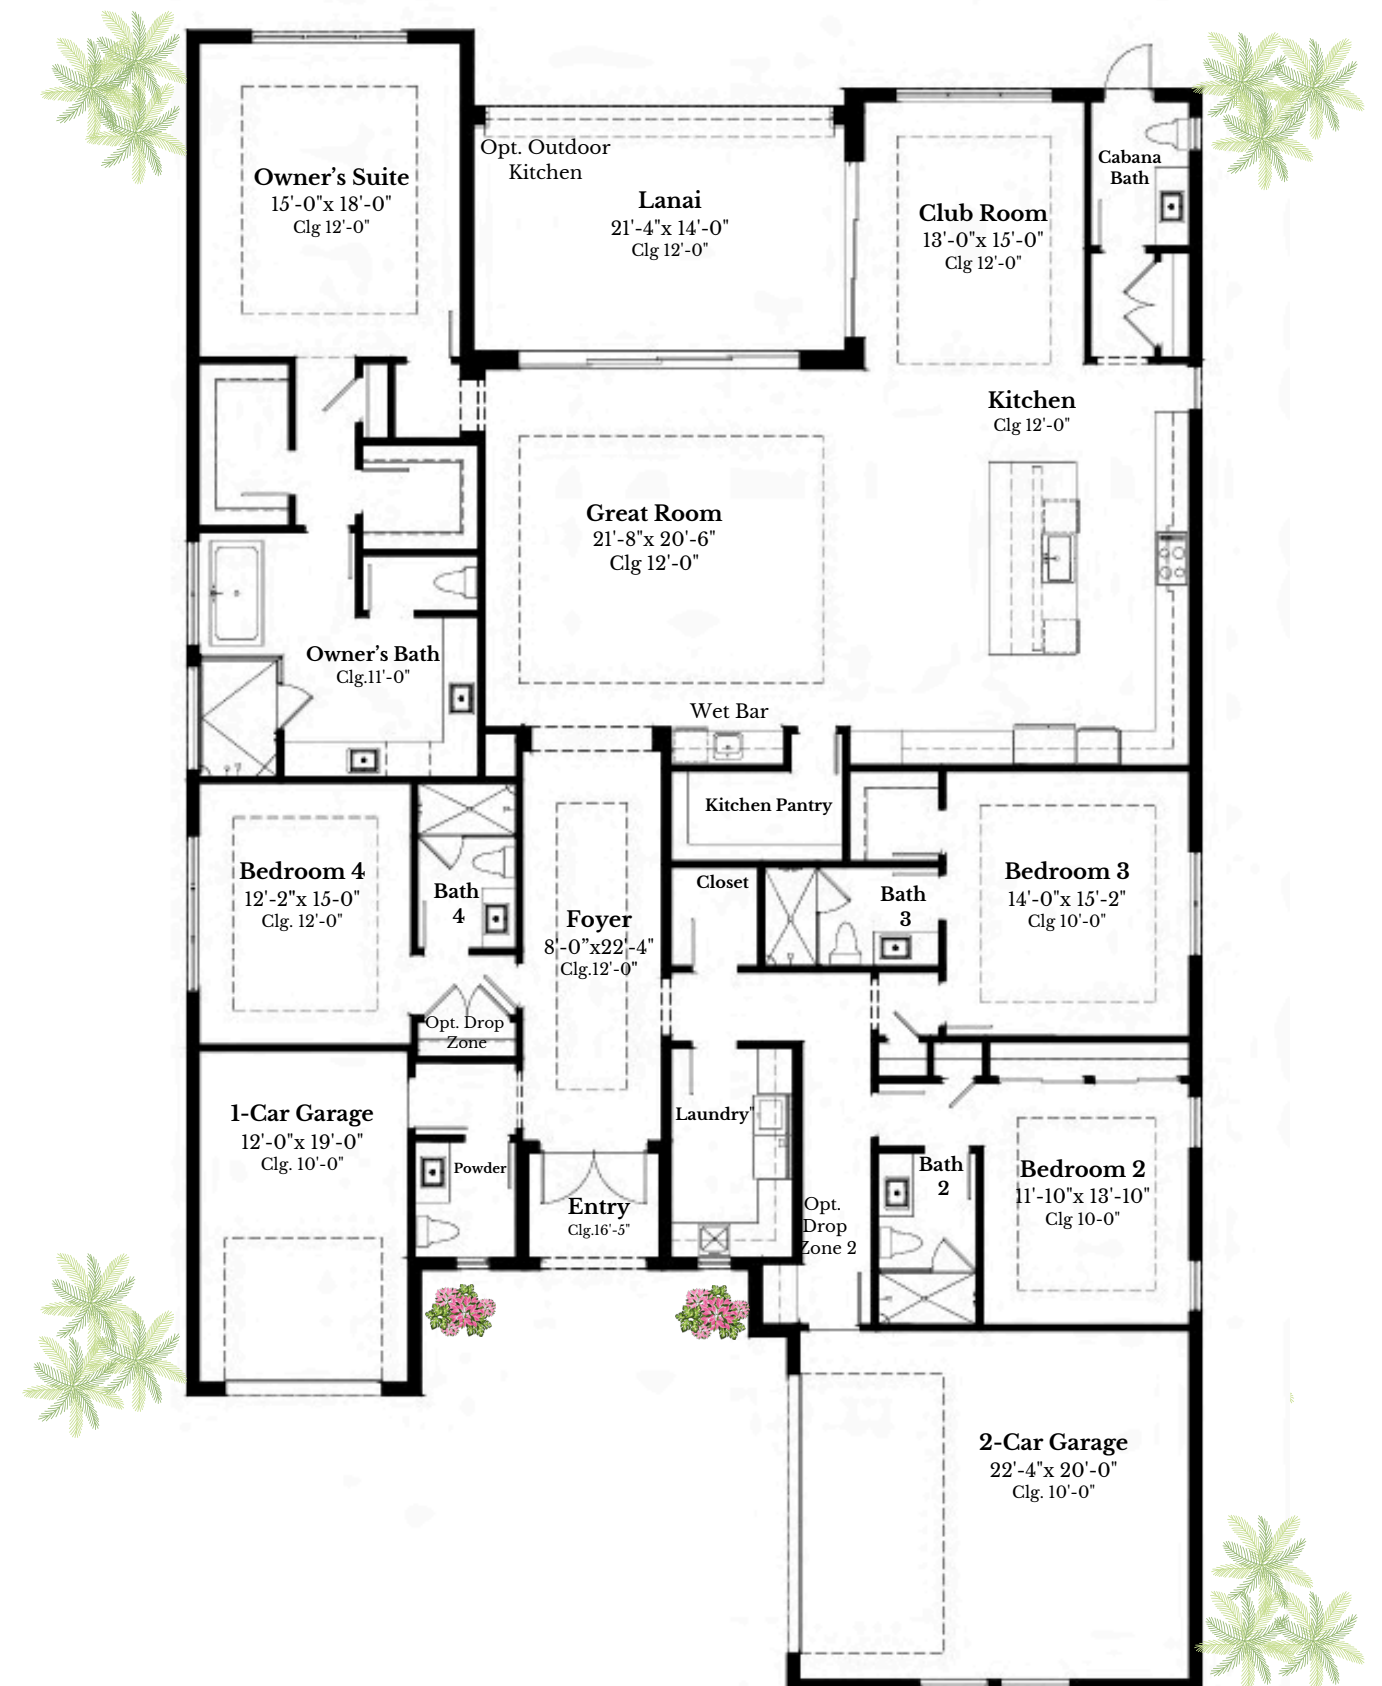 Owner's Suite
15'-0"x 18'-0"
Clg 12'-0"
Opt. Outdoor
Kitchen
Lanai
21'-4"x 14'-0"
Clg 12'-0"
Club Room
13'-0"x 15'-0"
Clg 12'-0"
Cabana
Bath
Kitchen
Clg 12'-0"
Great Room
21'-8"x 20'-6"
Clg 12'-0"
Owner's Bath
Clg.11'-0"
Wet Bar
Kitchen Pantry
Bedroom 4
12'-2"x 15-0"
Clg. 12'-0"
Bath
4
Foyer
8'-0"x22'-4"
Clg.12'-0"
Closet
Bath
3
Bedroom 3
14'-0"x 15'-2"
Clg 10'-0"
Opt. Drop
Zone
1-Car Garage
12'-0"x 19'-0"
Clg. 10'-0"
Powder
Entry
Clg.16'-5"
Laundry"
Opt.
Drop
Zone 2
Bath
2
Bedroom 2
11'-10"x 13'-10"
Clg 10-0"
2-Car Garage
22'-4"x 20'-0"
Clg. 10'-0"